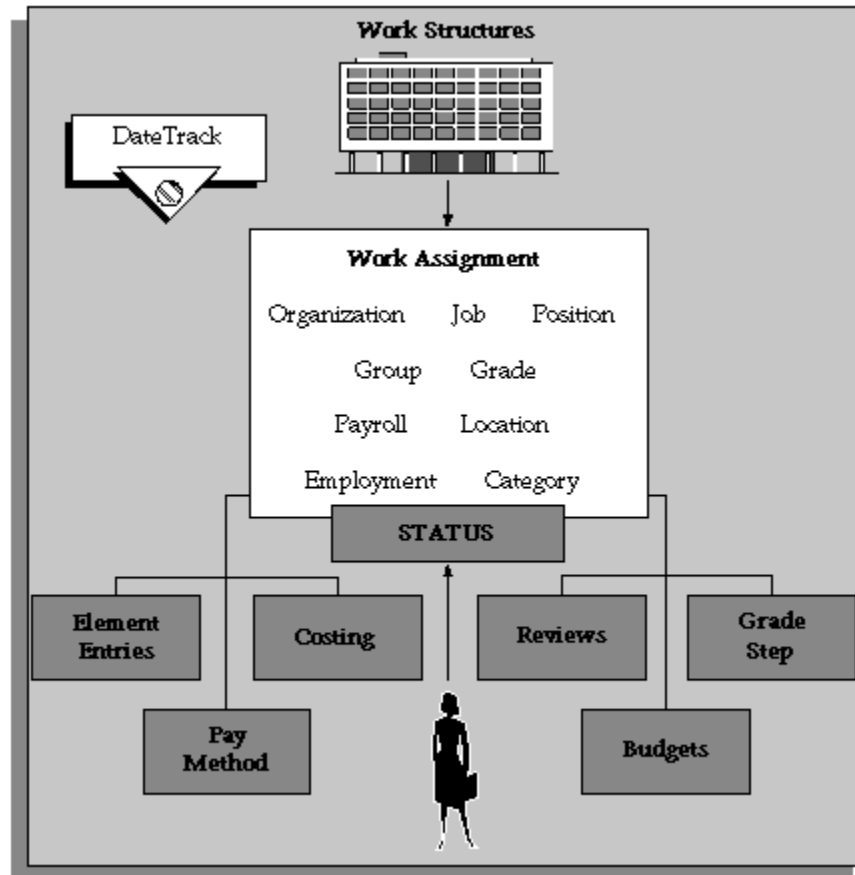 Work Structures
DateTrack
Work Assignment
Organization Job Position
Group Grade
Payroll Location
Employment Category
STATUS
Element
Entries
Costing
Reviews
Grade
Step
Pay
Method
Budgets